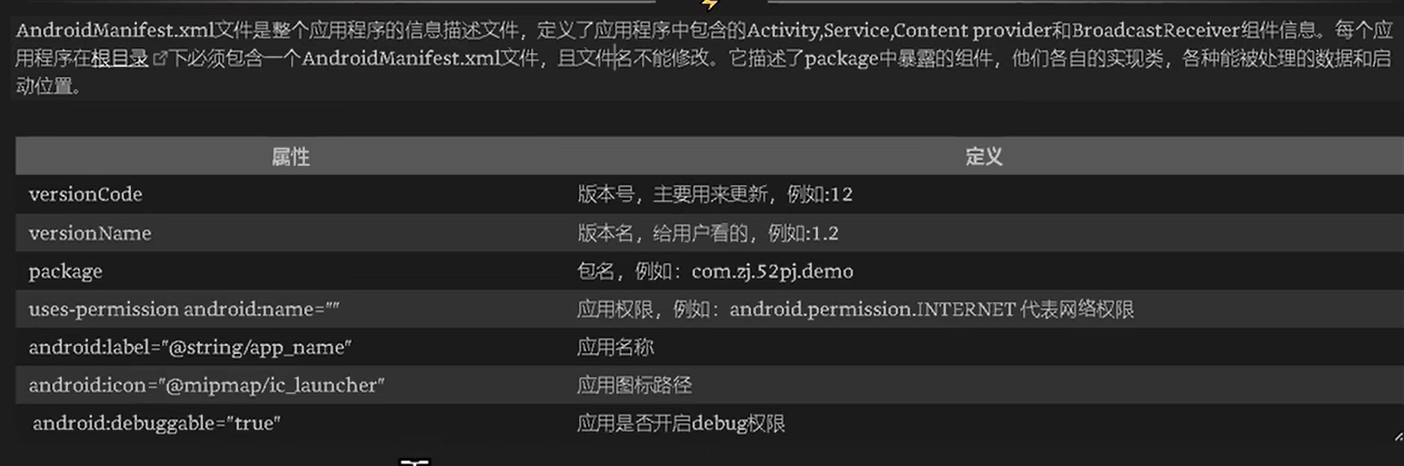 AndroidManifest.xml文件是整个应用程序的信息描述文件，定义了应用程序中包含的Activity,Service,Content provider和BroadcastReceiver组件信息。每个应
用程序在根目录下必须包含一个AndroidManifest.xml文件，且文件名不能修改。它描述了package中暴露的组件，他们各自的实现类，各种能被处理的数据和启
动位置。
属性 定义
versionCode 版本号，主要用来更新，例如:12
versionName 版本名，给用户看的，例如:1.2
package 包名，例如：com.zj.52pj.demo
uses-permission android:name="" 应用权限，例如：android.permission.INTERNET 代表网络权限
android:label="@string/app_name" 应用名称
android:icon="@mipmap/ic_launcher" 应用图标路径
android:debuggable="true" 应用是否开启debug权限